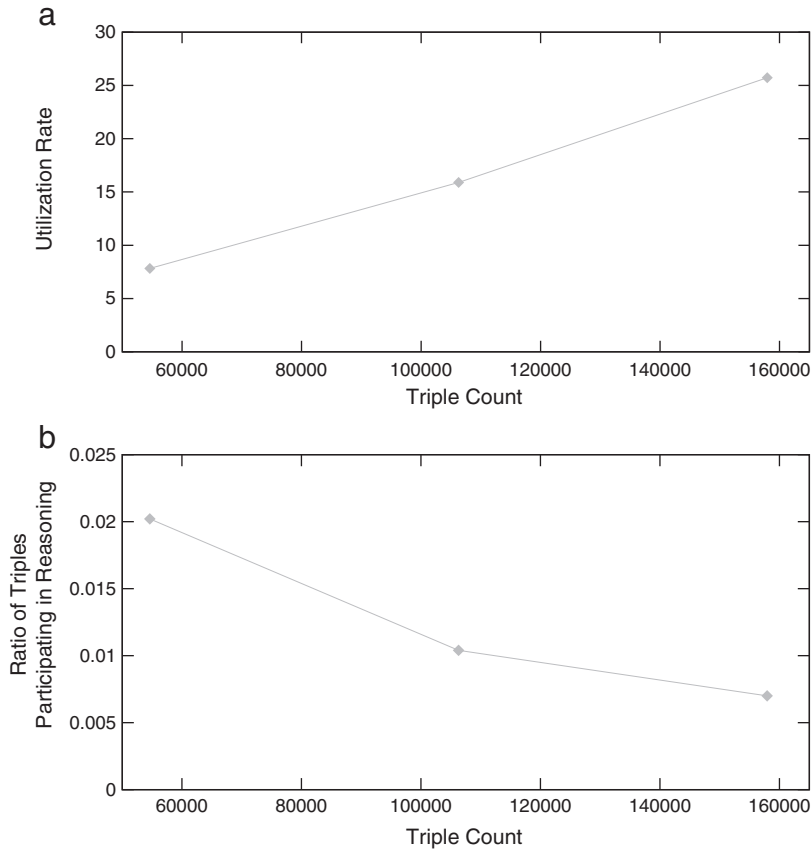 a
30
25
20
15
10
5
0
Utilization Rate
60000 80000 100000 120000 140000 160000
Triple Count
b
0.025
0.02
0.015
0.01
0.005
0
Ratio of Triples
Participating in Reasoning
60000 80000 100000 120000 140000 160000
Triple Count